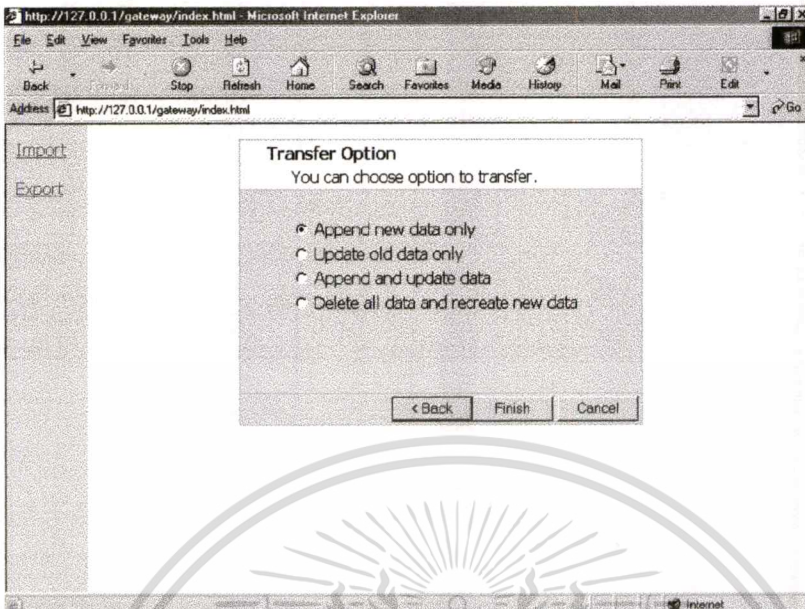 http://127.0.0.1/gateway/index.html - Microsoft Internet Explorer
File Edit View Favorites Tools Help
Back Forward Stop Refresh Home Search Favorites Media History Mail Print Edit
Address http://127.0.0.1/gateway/index.html Go
Import
Export
Transfer Option
You can choose option to transfer.
Append new data only
Update old data only
Append and update data
Delete all data and recreate new data
< Back Finish Cancel
Internet